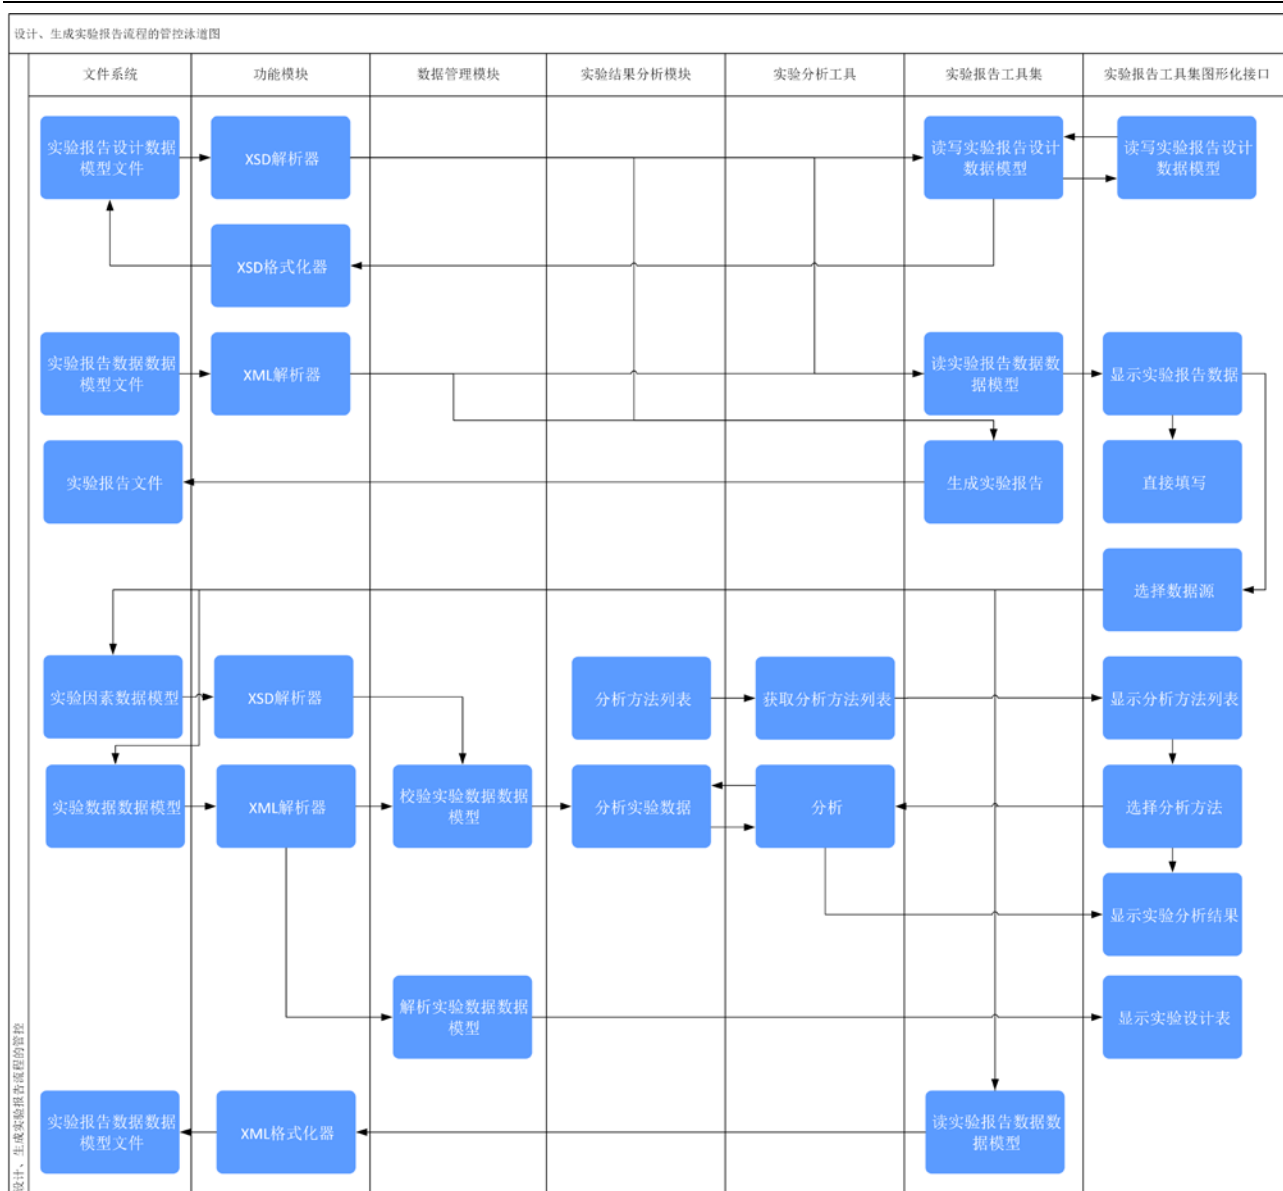 设计、生成实验报告流程的管控泳道图
文件系统
功能模块
数据管理模块
实验结果分析模块
实验分析工具
实验报告工具集
实验报告工具集图形化接口
实验报告设计数据
模型文件
XSD解析器
读写实验报告设计
数据模型
读写实验报告设计
数据模型
XSD格式化器
实验报告数据数据
模型文件
XML解析器
读实验报告数据数
据模型
显示实验报告数据
实验报告文件
生成实验报告
直接填写
选择数据源
实验因素数据模型
XSD解析器
分析方法列表
获取分析方法列表
显示分析方法列表
实验数据数据模型
XML解析器
校验实验数据数据
模型
分析实验数据
分析
选择分析方法
显示实验分析结果
解析实验数据数据
模型
显示实验设计表
实验报告数据数据
模型文件
XML格式化器
读实验报告数据数
据模型
设计、生成实验报告流程的管控